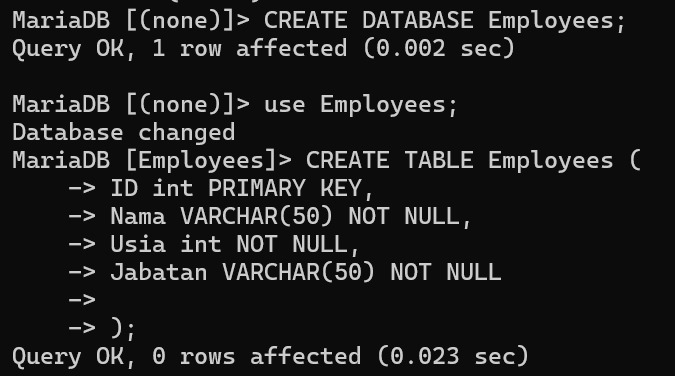 MariaDB [(none)]> CREATE DATABASE Employees;
Query OK, 1 row affected (0.002 sec)
MariaDB [(none)]> use Employees;
Database changed
MariaDB [Employees]> CREATE TABLE Employees (
    -> ID int PRIMARY KEY,
    -> Nama VARCHAR(50) NOT NULL,
    -> Usia int NOT NULL,
    -> Jabatan VARCHAR(50) NOT NULL
    ->
    -> );
Query OK, 0 rows affected (0.023 sec)